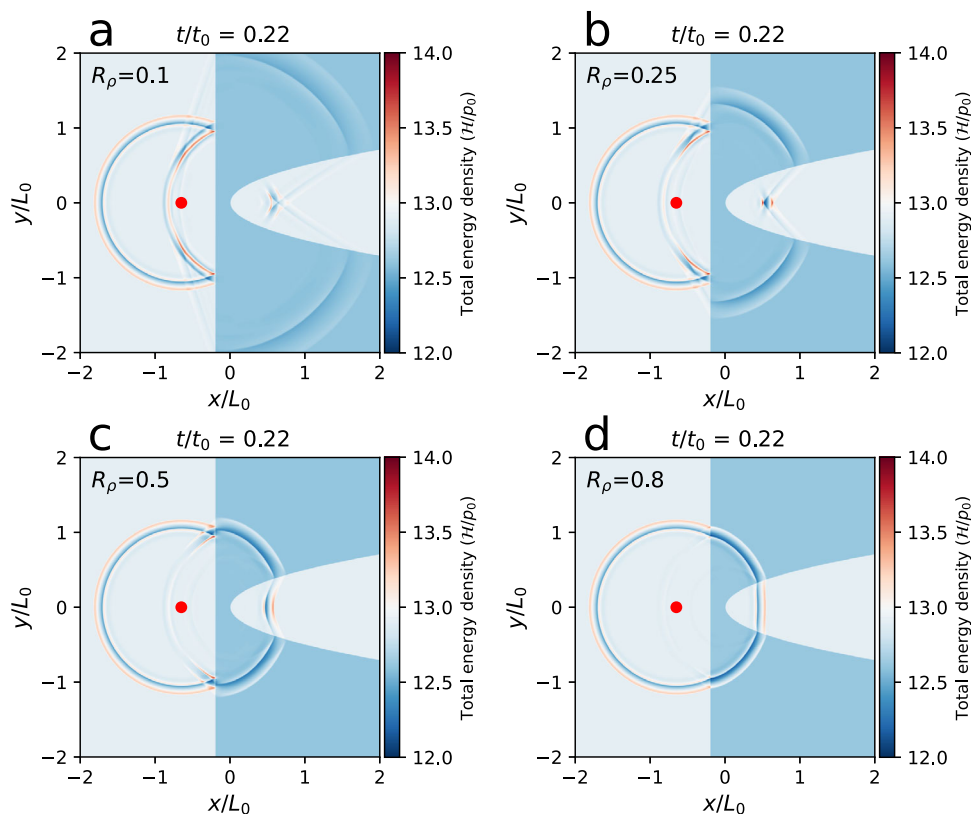 a
t/t₀ = 0.22
R_ρ=0.1
2
1
0
−1
−2
y/L₀
−2
−1
0
1
2
x/L₀
14.0
13.5
13.0
12.5
12.0
Total energy density (ℋ/p₀)
b
t/t₀ = 0.22
R_ρ=0.25
2
1
0
−1
−2
y/L₀
−2
−1
0
1
2
x/L₀
14.0
13.5
13.0
12.5
12.0
Total energy density (ℋ/p₀)
c
t/t₀ = 0.22
R_ρ=0.5
2
1
0
−1
−2
y/L₀
−2
−1
0
1
2
x/L₀
14.0
13.5
13.0
12.5
12.0
Total energy density (ℋ/p₀)
d
t/t₀ = 0.22
R_ρ=0.8
2
1
0
−1
−2
y/L₀
−2
−1
0
1
2
x/L₀
14.0
13.5
13.0
12.5
12.0
Total energy density (ℋ/p₀)